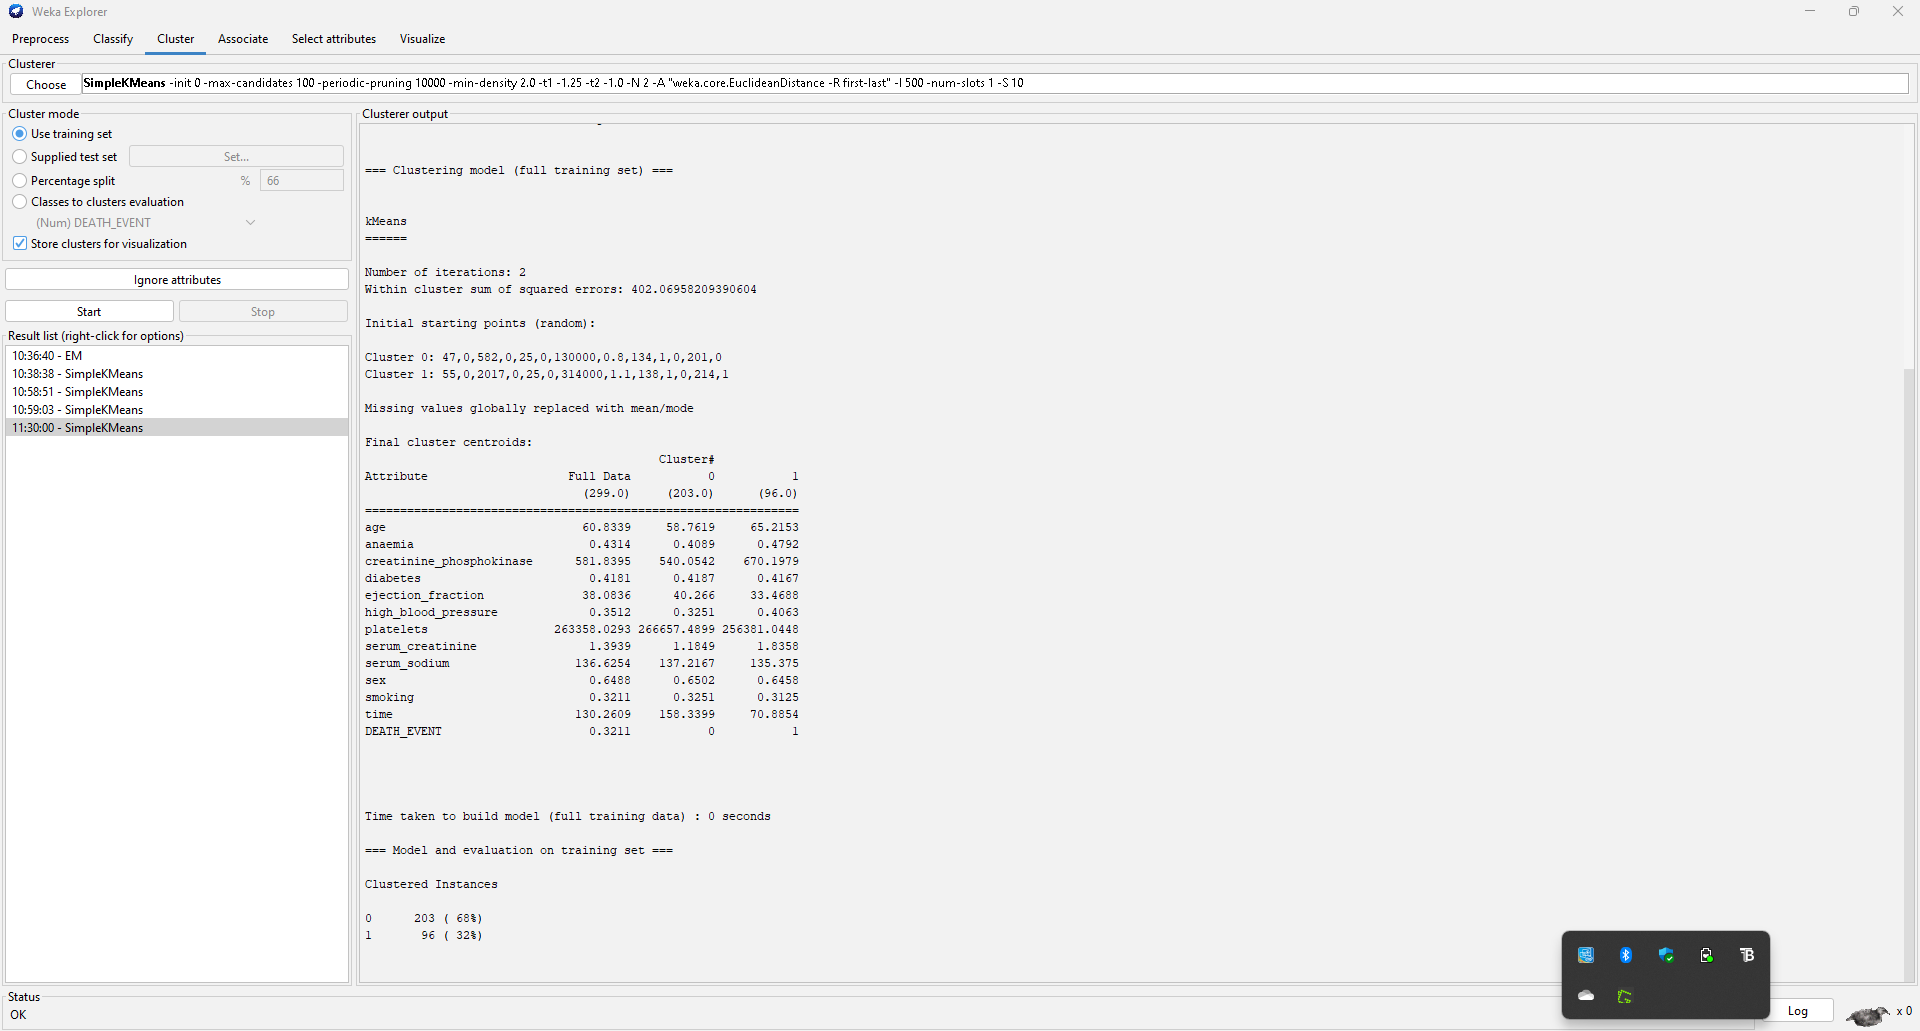 Weka Explorer
Preprocess Classify Cluster Associate Select attributes Visualize
Clusterer
Choose SimpleKMeans -init 0 -max-candidates 100 -periodic-pruning 10000 -min-density 2.0 -t1 -1.25 -t2 -1.0 -N 2 -A "weka.core.EuclideanDistance -R first-last" -I 500 -num-slots 1 -S 10
Cluster mode
Use training set
Supplied test set Set...
Percentage split % 66
Classes to clusters evaluation
(Num) DEATH_EVENT
Store clusters for visualization
Ignore attributes
Start Stop
Result list (right-click for options)
10:36:40 - EM
10:38:38 - SimpleKMeans
10:58:51 - SimpleKMeans
10:59:03 - SimpleKMeans
11:30:00 - SimpleKMeans
Clusterer output
=== Clustering model (full training set) ===
kMeans
======
Number of iterations: 2
Within cluster sum of squared errors: 402.06958209390604
Initial starting points (random):
Cluster 0: 47,0,582,0,25,0,130000,0.8,134,1,0,201,0
Cluster 1: 55,0,2017,0,25,0,314000,1.1,138,1,0,214,1
Missing values globally replaced with mean/mode
Final cluster centroids:
Cluster#
Attribute Full Data 0 1
(299.0) (203.0) (96.0)
==============================================================
age 60.8339 58.7619 65.2153
anaemia 0.4314 0.4089 0.4792
creatinine_phosphokinase 581.8395 540.0542 670.1979
diabetes 0.4181 0.4187 0.4167
ejection_fraction 38.0836 40.266 33.4688
high_blood_pressure 0.3512 0.3251 0.4063
platelets 263358.0293 266657.4899 256381.0448
serum_creatinine 1.3939 1.1849 1.8358
serum_sodium 136.6254 137.2167 135.375
sex 0.6488 0.6502 0.6458
smoking 0.3211 0.3251 0.3125
time 130.2609 158.3399 70.8854
DEATH_EVENT 0.3211 0 1
Time taken to build model (full training data) : 0 seconds
=== Model and evaluation on training set ===
Clustered Instances
0 203 ( 68%)
1 96 ( 32%)
Status
OK
Log
x 0